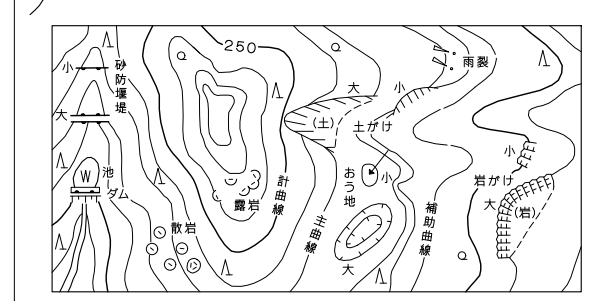 250
小
砂防堰堤
大
W
池
ダム
散岩
露岩
計曲線
主曲線
大
(土)
土がけ
小
おう地
小
大
補助曲線
雨裂
小
岩がけ
大
(岩)